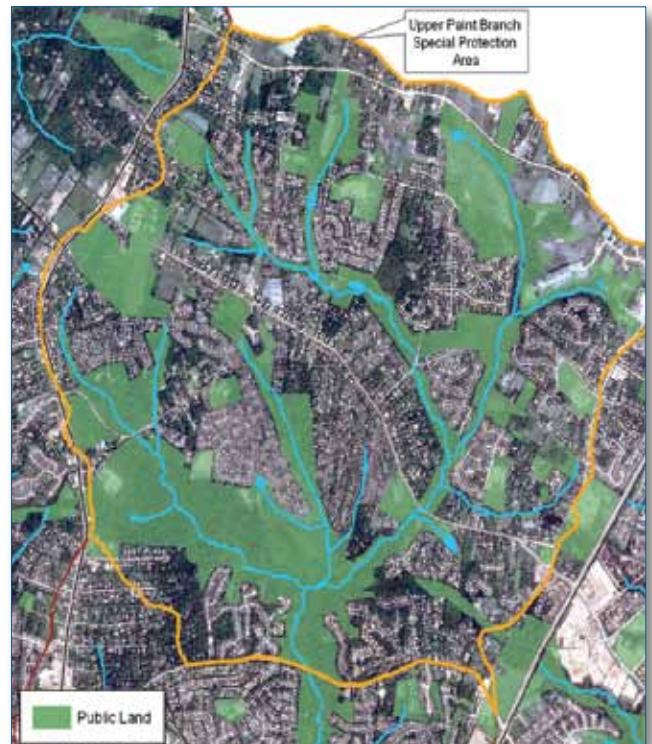 Upper Paint Branch
Special Protection
Area
Public Land